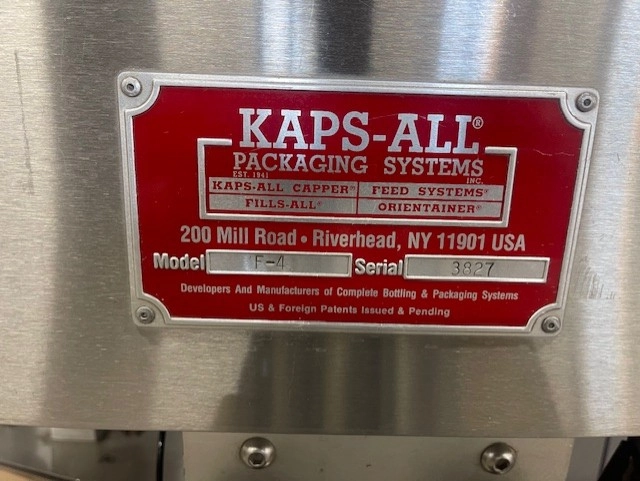 KAPS-ALL®
PACKAGING SYSTEMS
EST. 1941 INC.
KAPS-ALL CAPPER® FEED SYSTEMS®
FILLS-ALL® ORIENTAINER®
200 Mill Road • Riverhead, NY 11901 USA
Model F-4 Serial 3827
Developers And Manufacturers of Complete Bottling & Packaging Systems
US & Foreign Patents Issued & Pending